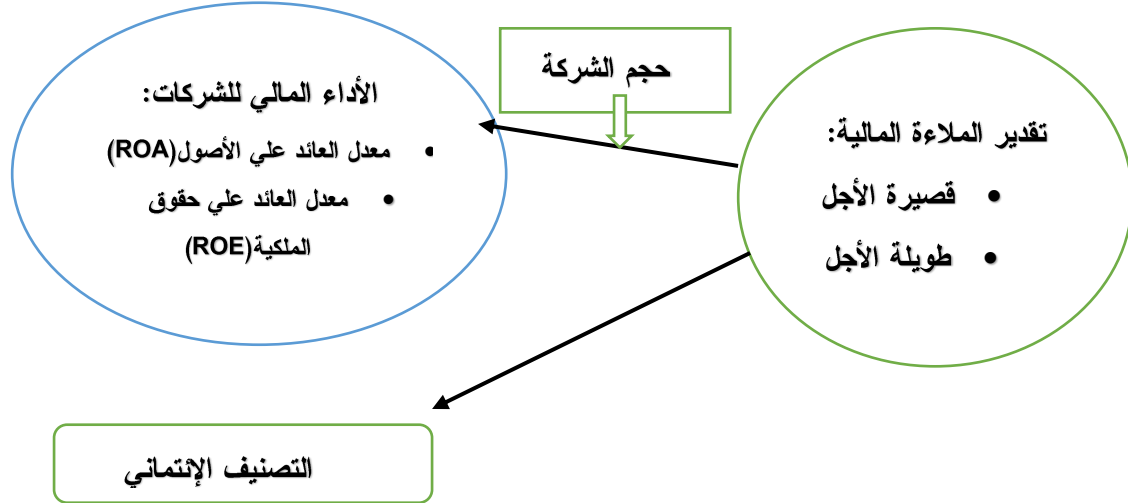 تقدير الملاءة المالية:
• قصيرة الأجل
• طويلة الأجل
حجم الشركة
الأداء المالي للشركات:
• معدل العائد علي الأصول(ROA)
• معدل العائد علي حقوق
الملكية(ROE)
التصنيف الإئتماني